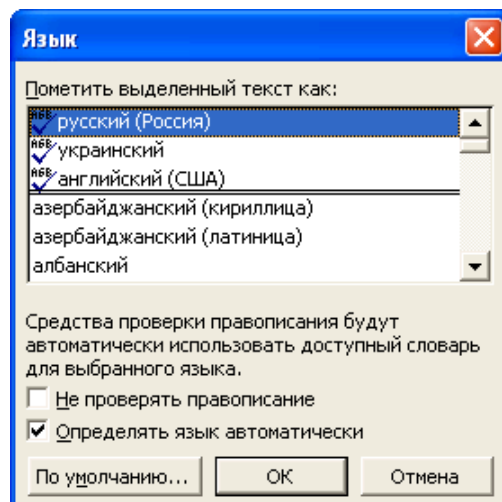 Язык
Пометить выделенный текст как:
русский (Россия)
украинский
английский (США)
азербайджанский (кириллица)
азербайджанский (латиница)
албанский
Средства проверки правописания будут
автоматически использовать доступный словарь
для выбранного языка.
Не проверять правописание
Определять язык автоматически
По умолчанию... ОК Отмена